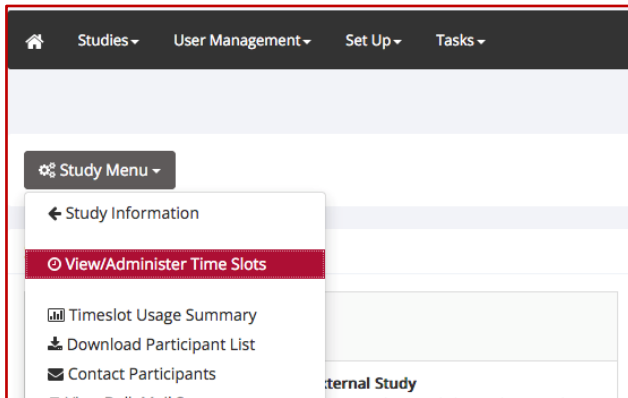 Studies User Management Set Up Tasks
Study Menu
Study Information
View/Administer Time Slots
Timeslot Usage Summary
Download Participant List
Contact Participants
ternal Study